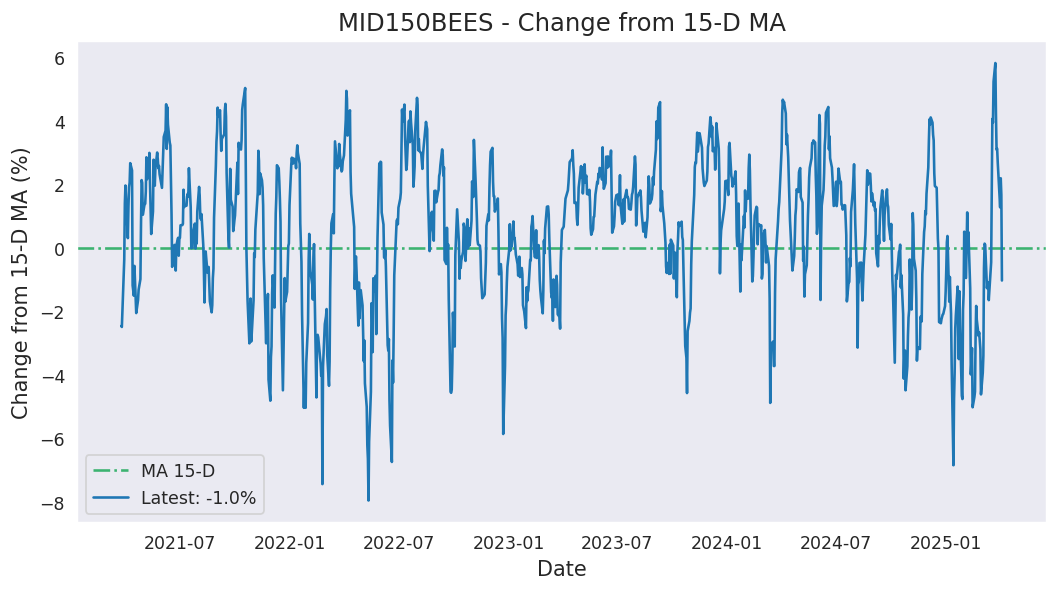 MID150BEES - Change from 15-D MA
Change from 15-D MA (%)
6
4
2
0
−2
−4
−6
−8
MA 15-D
Latest: -1.0%
2021-07 2022-01 2022-07 2023-01 2023-07 2024-01 2024-07 2025-01
Date